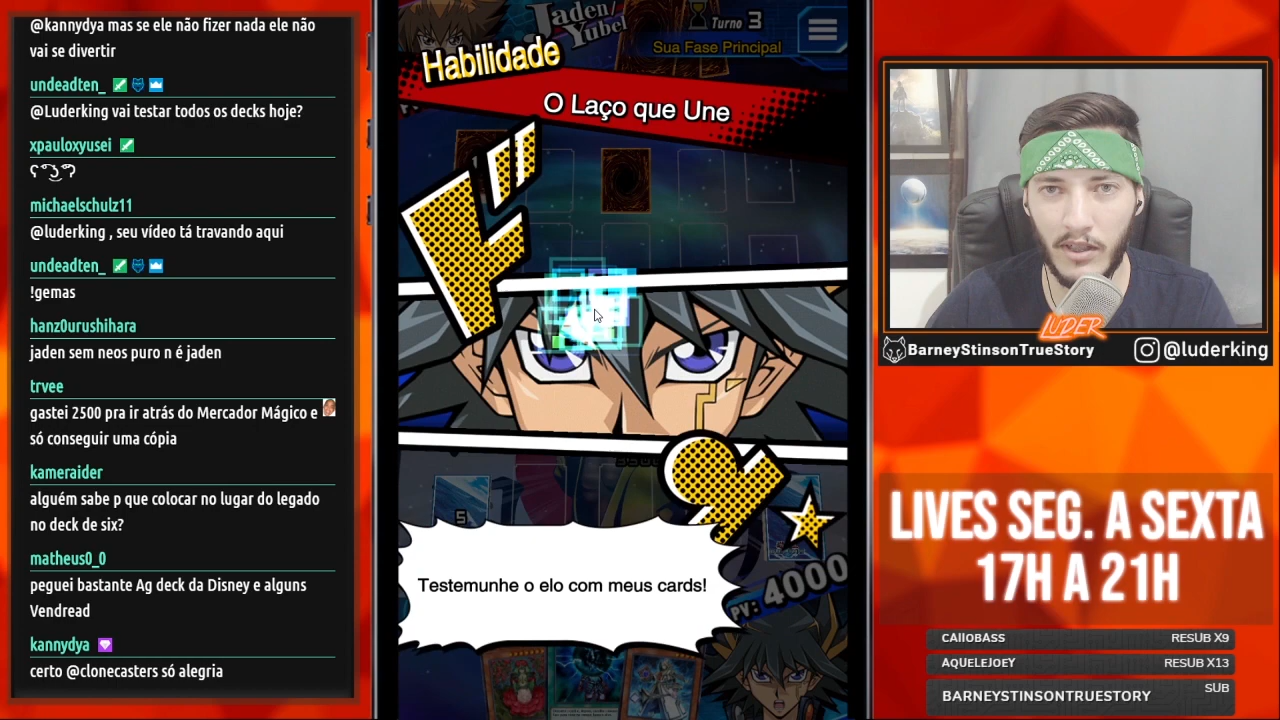 @kannydya mas se ele não fizer nada ele não
vai se divertir
undeadten_
@Luderking vai testar todos os decks hoje?
xpauloxyusei
michaelschulz11
@luderking , seu vídeo tá travando aqui
undeadten_
!gemas
hanz0urushihara
jaden sem neos puro n é jaden
trvee
gastei 2500 pra ir atrás do Mercador Mágico e
só conseguir uma cópia
kameraider
alguém sabe p que colocar no lugar do legado
no deck de six?
matheus0_0
peguei bastante Ag deck da Disney e alguns
Vendread
kannydya
certo @clonecasters só alegria
Jaden/
Yubel
Turno 3
Sua Fase Principal
Habilidade
O Laço que Une
5
Testemunhe o elo com meus cards!
PV: 4000
LUDER
BarneyStinsonTrueStory
@luderking
LIVES SEG. A SEXTA
17H A 21H
CAIIOBASS RESUB X9
AQUELEJOEY RESUB X13
BARNEYSTINSONTRUESTORY SUB